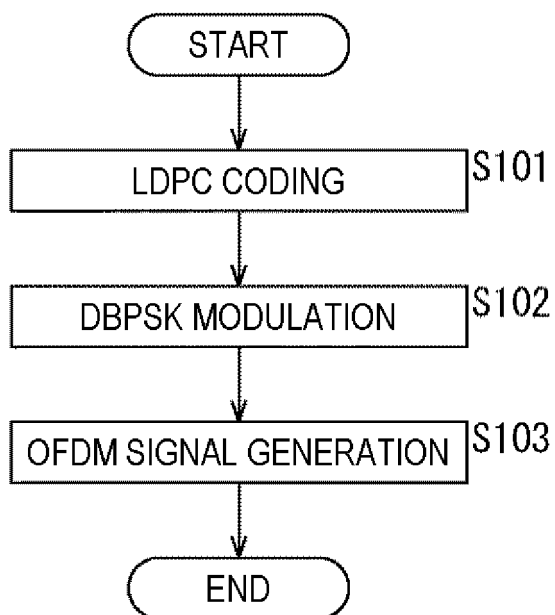 START
LDPC CODING
S101
DBPSK MODULATION
S102
OFDM SIGNAL GENERATION
S103
END